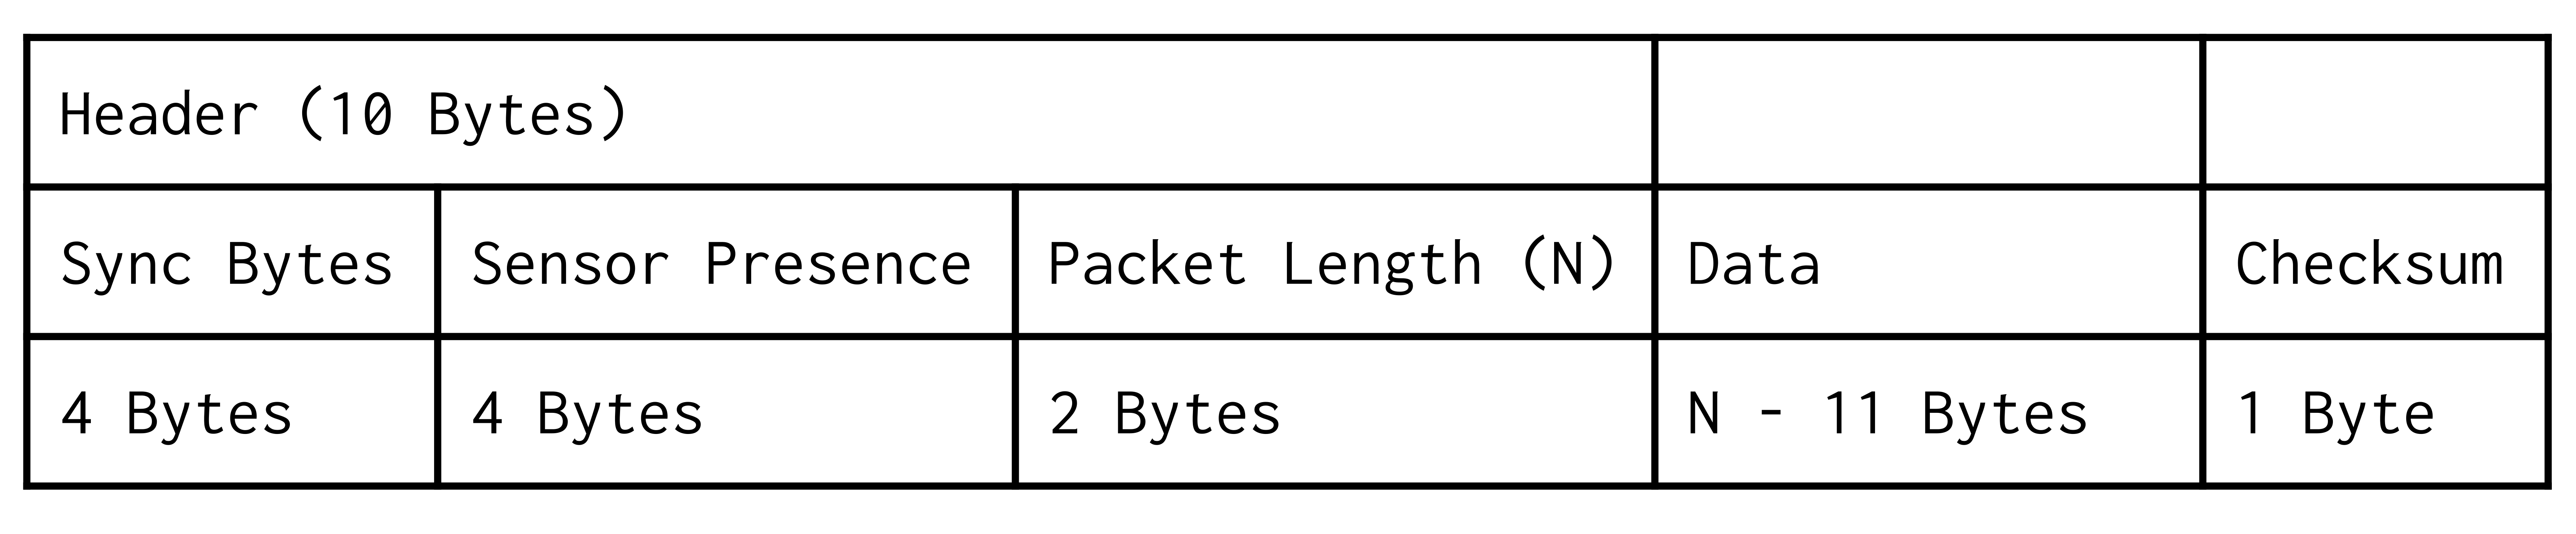 Header (10 Bytes)
Sync Bytes Sensor Presence Packet Length (N) Data Checksum
4 Bytes 4 Bytes 2 Bytes N - 11 Bytes 1 Byte